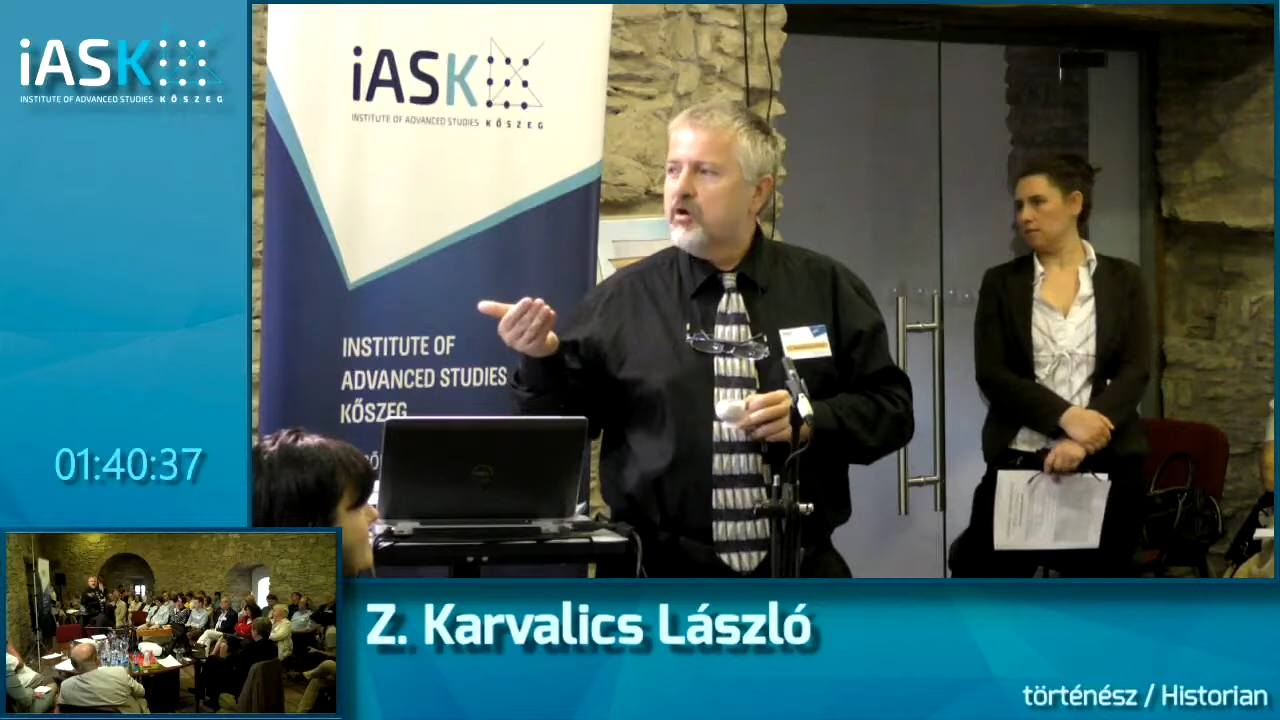 iASK
INSTITUTE OF ADVANCED STUDIES KŐSZEG
iASK
INSTITUTE OF ADVANCED STUDIES KŐSZEG
INSTITUTE OF
ADVANCED STUDIES
KŐSZEG
01:40:37
Z. Karvalics László
történész / Historian